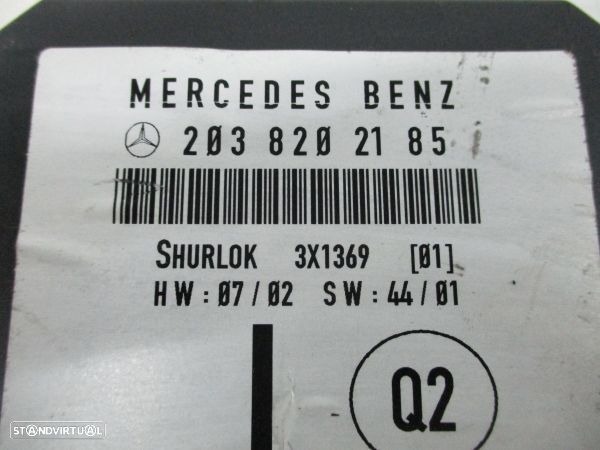 MERCEDES BENZ
203 820 21 85
SHURLOK 3X1369 [01]
HW: 07/02 SW: 44/01
Q2
STANDVIRTUAL